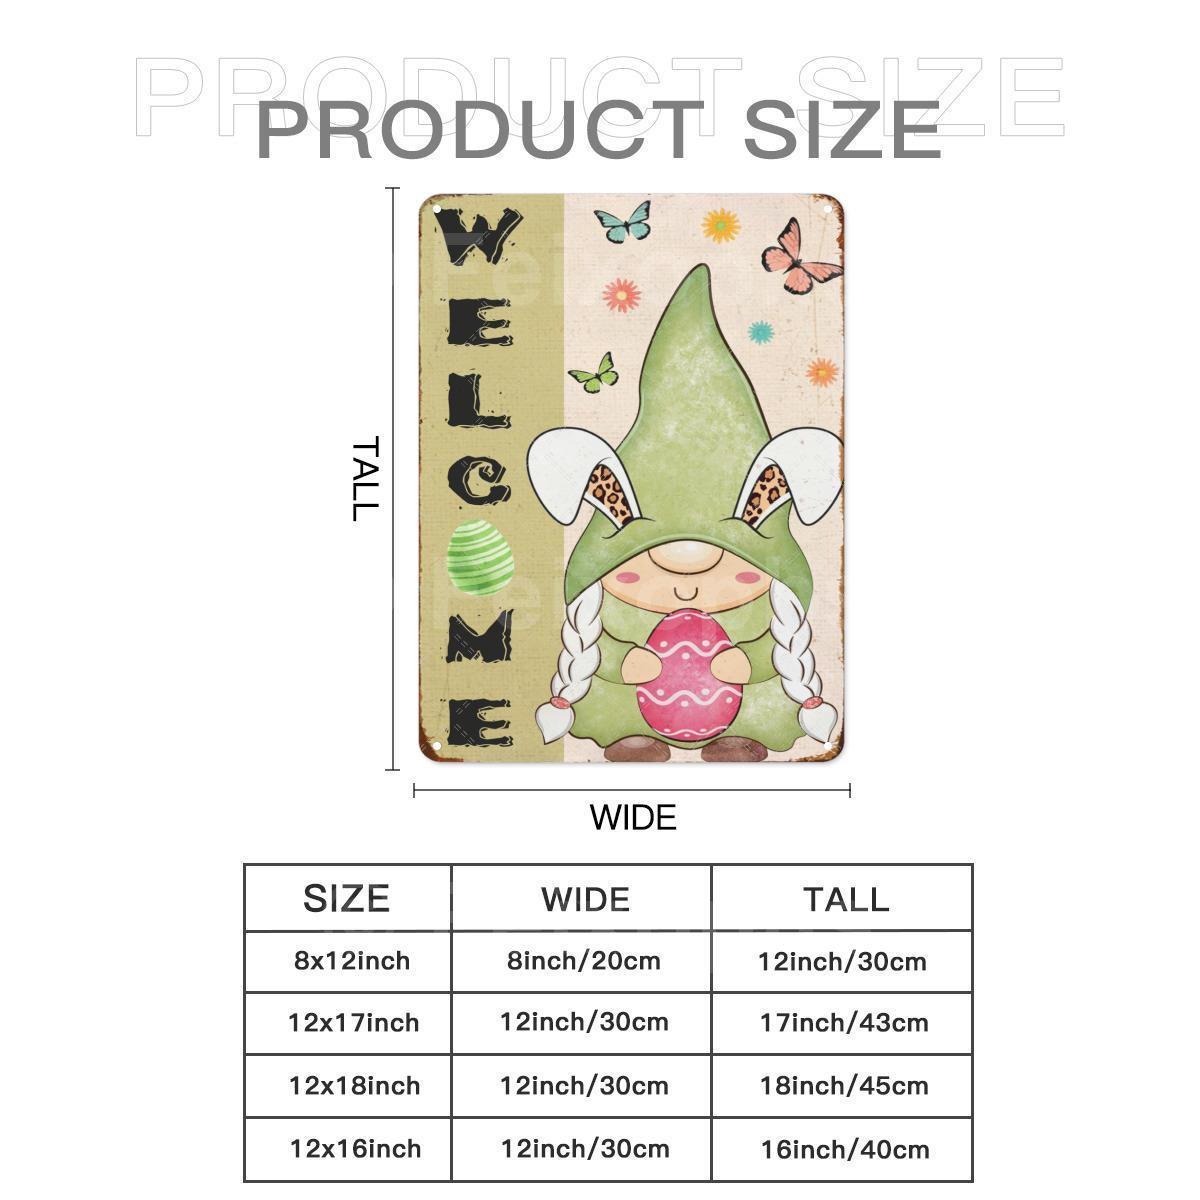 PRODUCT SIZE
PRODUCT SIZE
W
E
L
C
M
E
TALL
WIDE
SIZE WIDE TALL
8x12inch 8inch/20cm 12inch/30cm
12x17inch 12inch/30cm 17inch/43cm
12x18inch 12inch/30cm 18inch/45cm
12x16inch 12inch/30cm 16inch/40cm